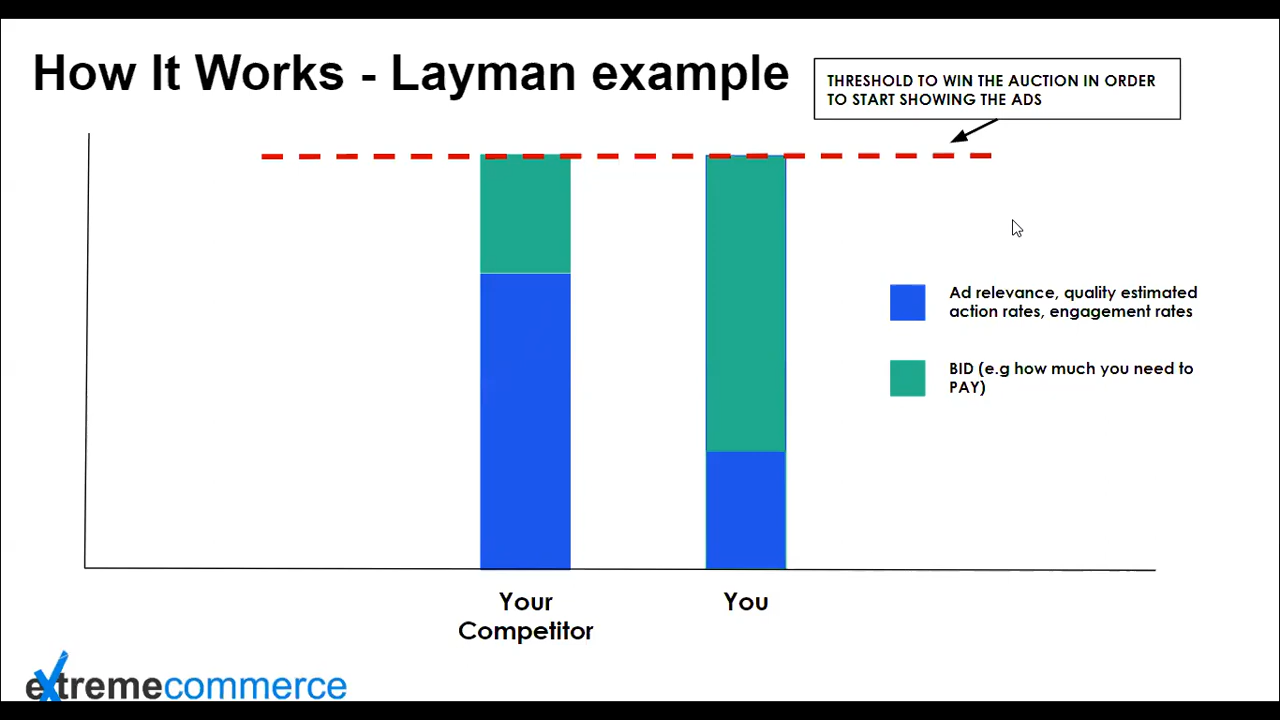 How It Works - Layman example
THRESHOLD TO WIN THE AUCTION IN ORDER
TO START SHOWING THE ADS
Ad relevance, quality estimated
action rates, engagement rates
BID (e.g how much you need to
PAY)
Your
Competitor
You
extremecommerce